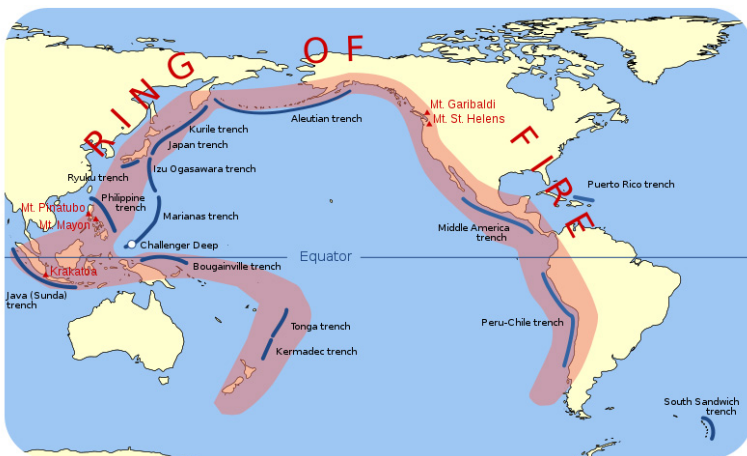 RING OF FIRE
Mt. Garibaldi
Mt. St. Helens
Aleutian trench
Kurile trench
Japan trench
Izu Ogasawara trench
Ryuku trench
Puerto Rico trench
Philippine
trench
Mt. Pinatubo
Mt. Mayon
Marianas trench
Middle America
trench
Challenger Deep
Equator
Bougainville trench
Krakatoa
Java (Sunda)
trench
Tonga trench
Peru-Chile trench
Kermadec trench
South Sandwich
trench